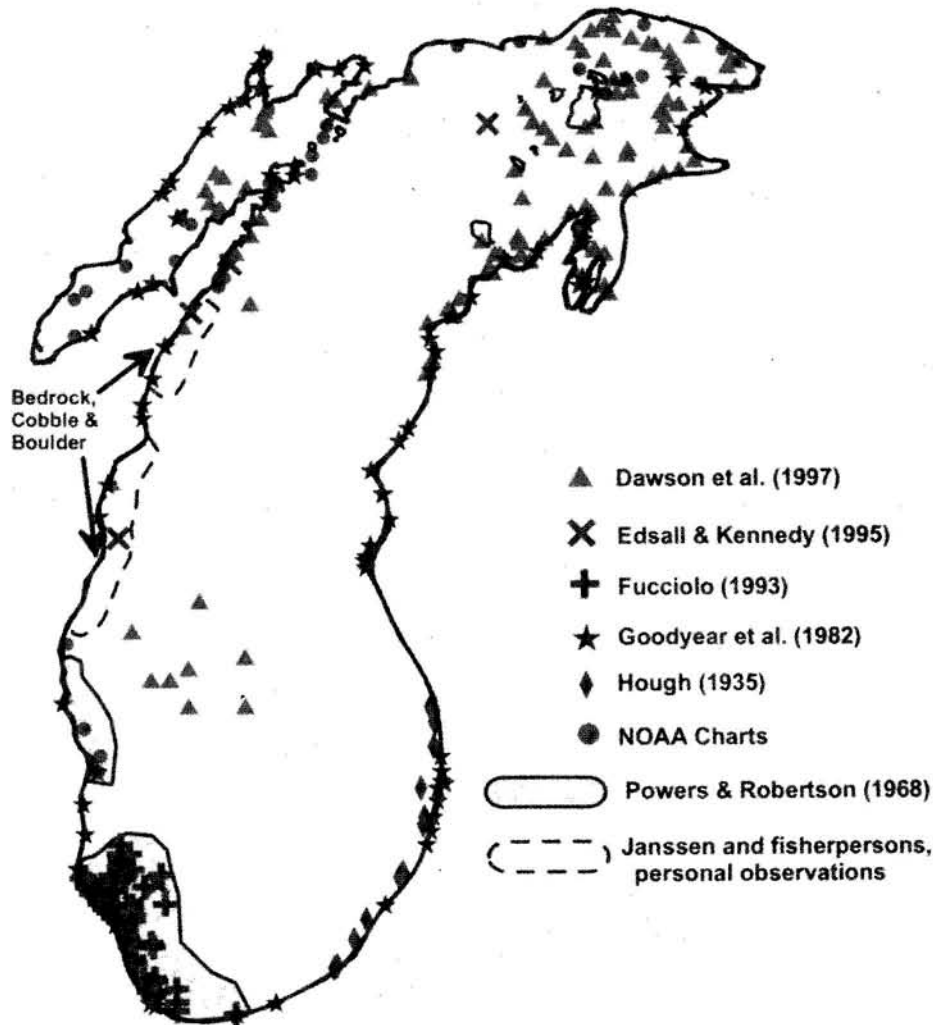 Bedrock,
Cobble &
Boulder
Dawson et al. (1997)
Edsall & Kennedy (1995)
Fucciolo (1993)
Goodyear et al. (1982)
Hough (1935)
NOAA Charts
Powers & Robertson (1968)
Janssen and fisherpersons,
personal observations